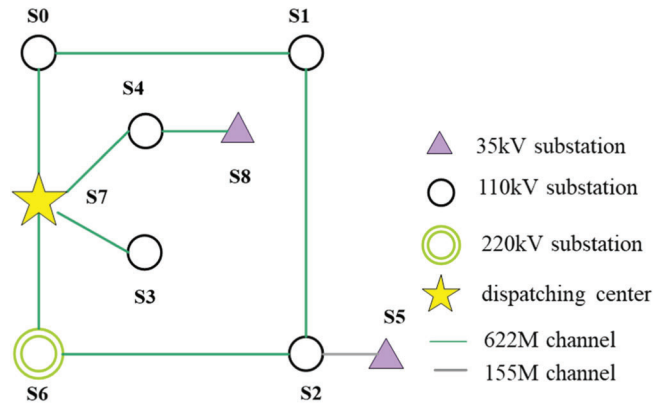 S0
S1
S4
S8
S7
S3
S5
S6
S2
35kV substation
110kV substation
220kV substation
dispatching center
622M channel
155M channel